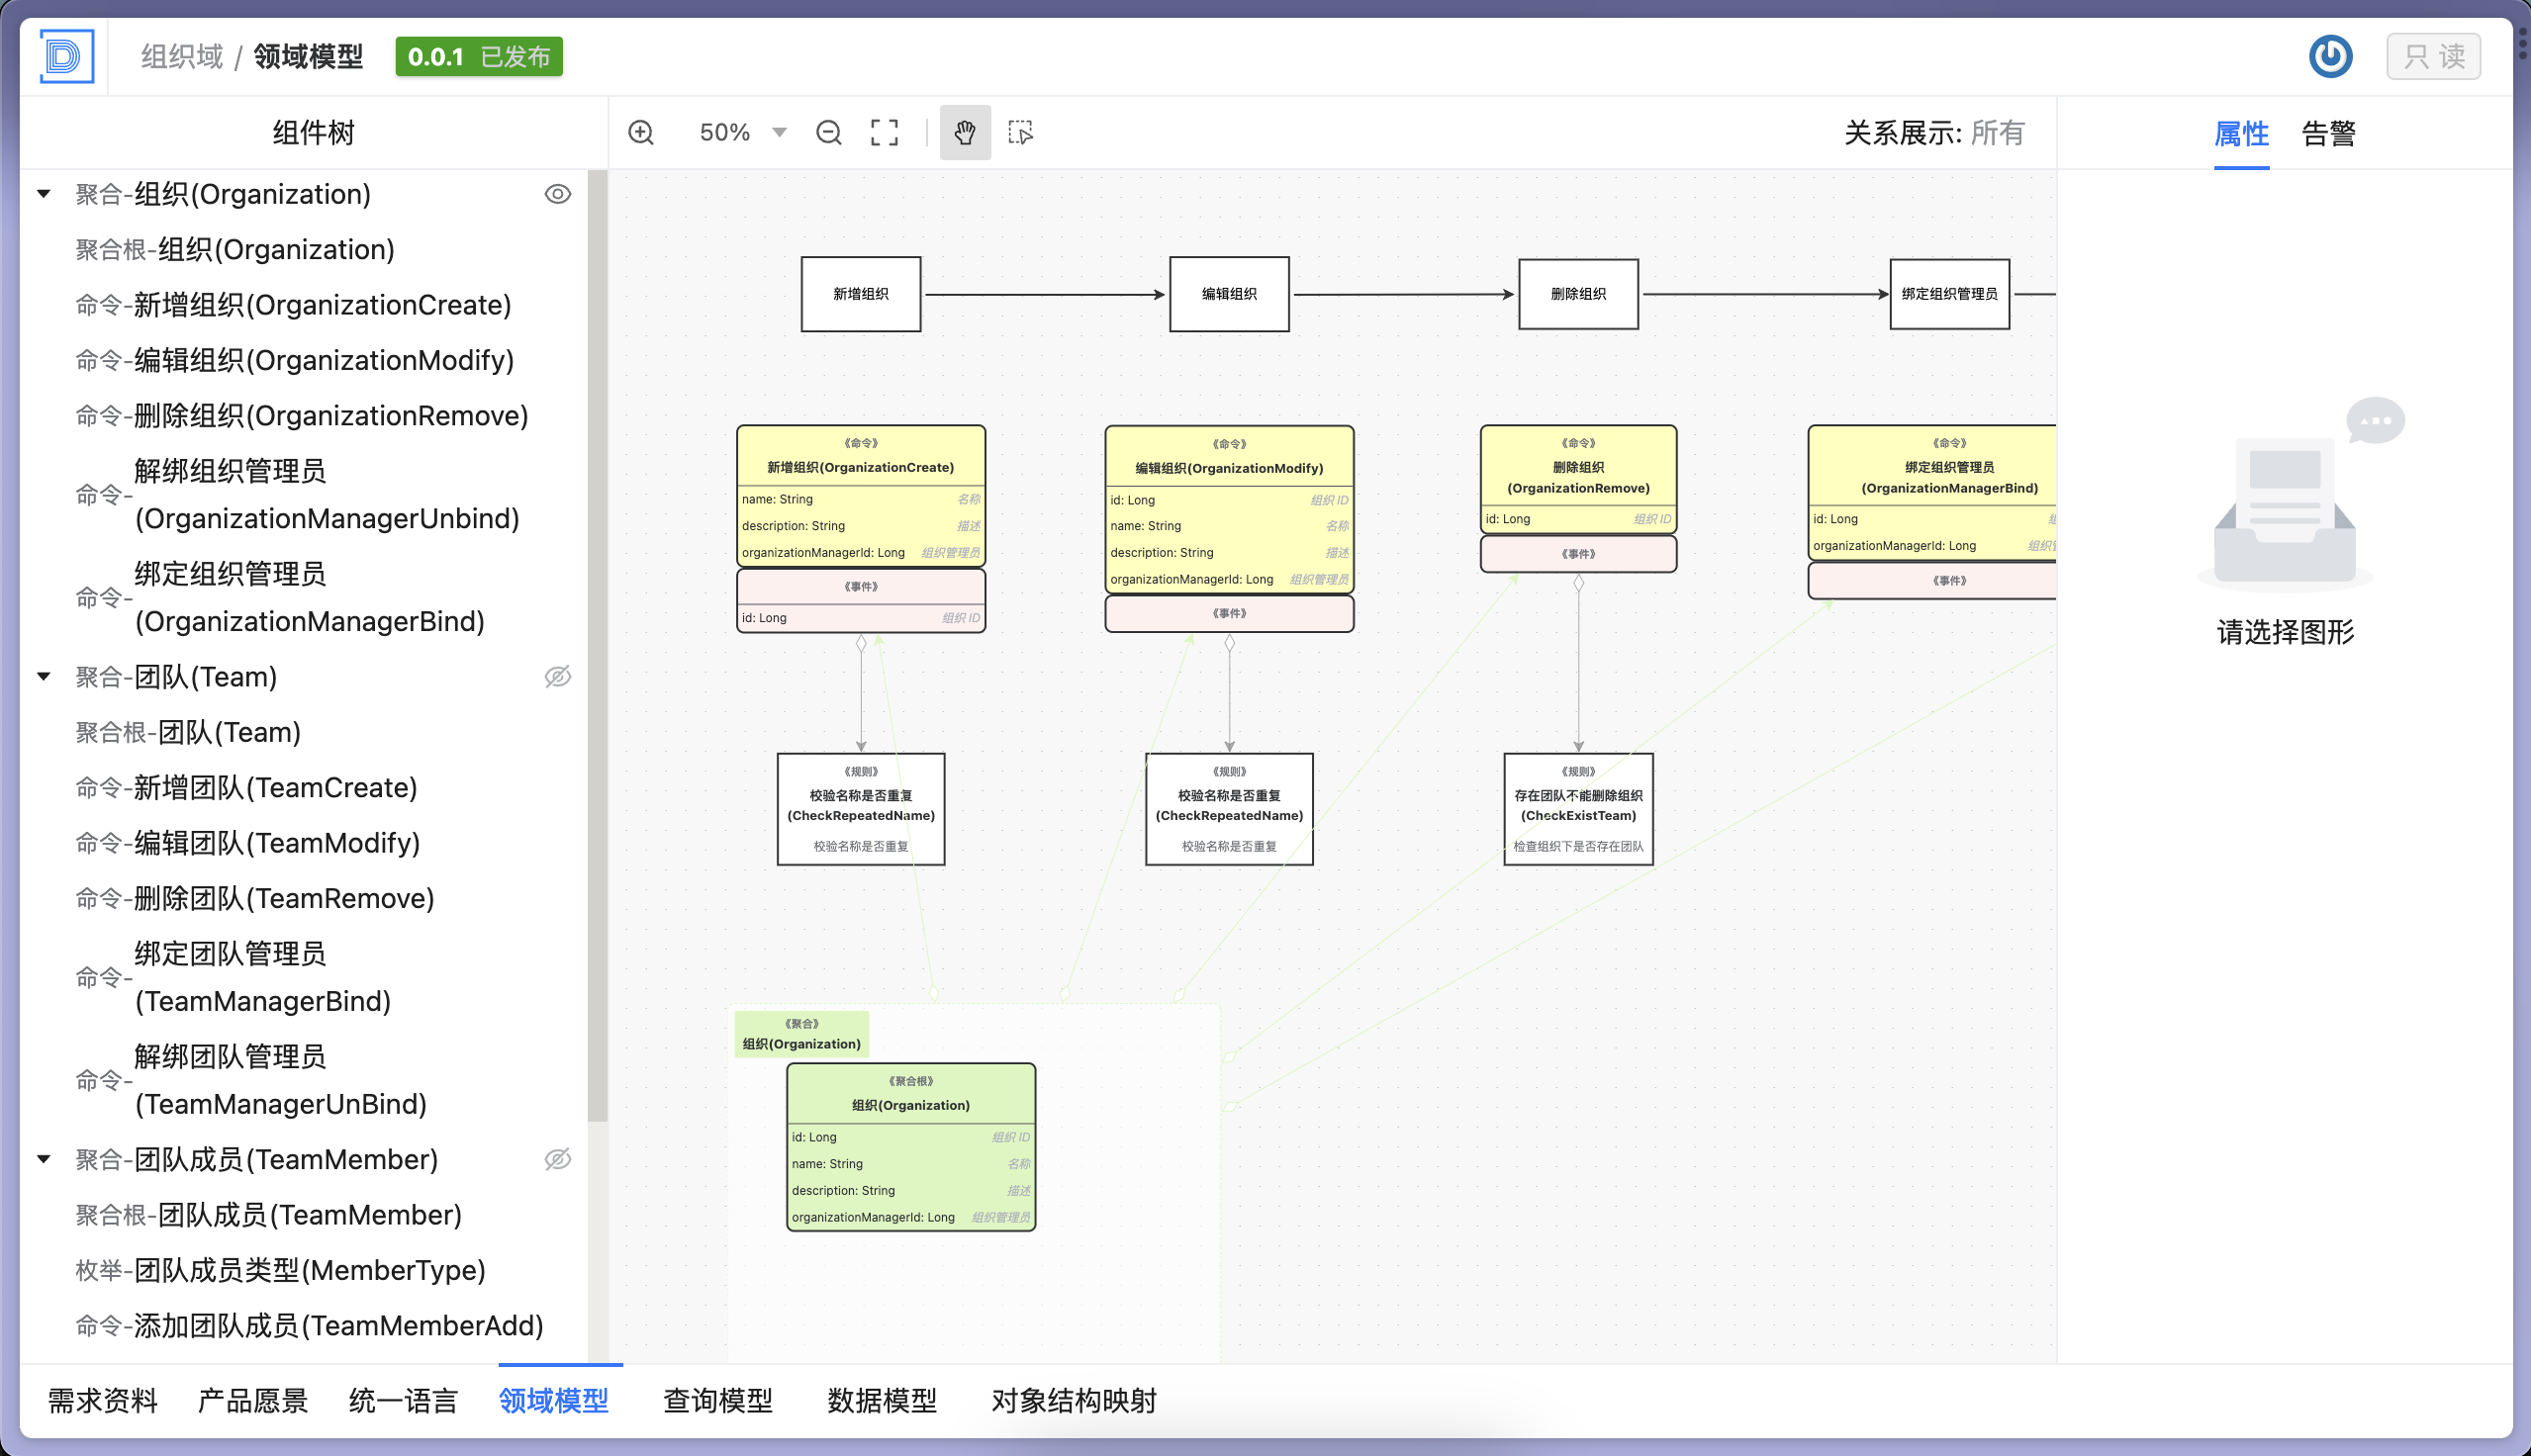 组织域 / 领域模型
0.0.1 已发布
只 读
组件树
50%
关系展示: 所有
属性
告警
聚合-组织(Organization)
聚合根-组织(Organization)
命令-新增组织(OrganizationCreate)
命令-编辑组织(OrganizationModify)
命令-删除组织(OrganizationRemove)
命令-解绑组织管理员
(OrganizationManagerUnbind)
命令-绑定组织管理员
(OrganizationManagerBind)
聚合-团队(Team)
聚合根-团队(Team)
命令-新增团队(TeamCreate)
命令-编辑团队(TeamModify)
命令-删除团队(TeamRemove)
命令-绑定团队管理员
(TeamManagerBind)
命令-解绑团队管理员
(TeamManagerUnBind)
聚合-团队成员(TeamMember)
聚合根-团队成员(TeamMember)
枚举-团队成员类型(MemberType)
命令-添加团队成员(TeamMemberAdd)
新增组织
编辑组织
删除组织
绑定组织管理员
《命令》
新增组织(OrganizationCreate)
name: String 名称
description: String 描述
organizationManagerId: Long 组织管理员
《事件》
id: Long 组织 ID
《命令》
编辑组织(OrganizationModify)
id: Long 组织 ID
name: String 名称
description: String 描述
organizationManagerId: Long 组织管理员
《事件》
《命令》
删除组织
(OrganizationRemove)
id: Long 组织 ID
《事件》
《命令》
绑定组织管理员
(OrganizationManagerBind)
id: Long
organizationManagerId: Long 组织
《事件》
《规则》
校验名称是否重复
(CheckRepeatedName)
校验名称是否重复
《规则》
校验名称是否重复
(CheckRepeatedName)
校验名称是否重复
《规则》
存在团队不能删除组织
(CheckExistTeam)
检查组织下是否存在团队
《聚合》
组织(Organization)
《聚合根》
组织(Organization)
id: Long 组织 ID
name: String 名称
description: String 描述
organizationManagerId: Long 组织管理员
请选择图形
需求资料
产品愿景
统一语言
领域模型
查询模型
数据模型
对象结构映射